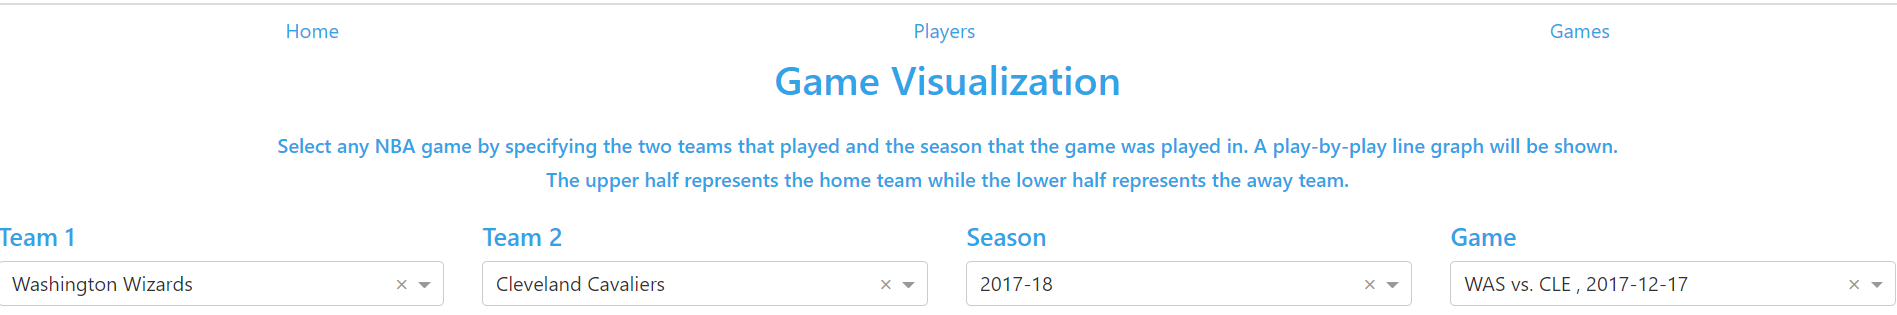 Home Players Games
Game Visualization
Select any NBA game by specifying the two teams that played and the season that the game was played in. A play-by-play line graph will be shown.
The upper half represents the home team while the lower half represents the away team.
Team 1 Team 2 Season Game
Washington Wizards × Cleveland Cavaliers × 2017-18 × WAS vs. CLE , 2017-12-17 ×